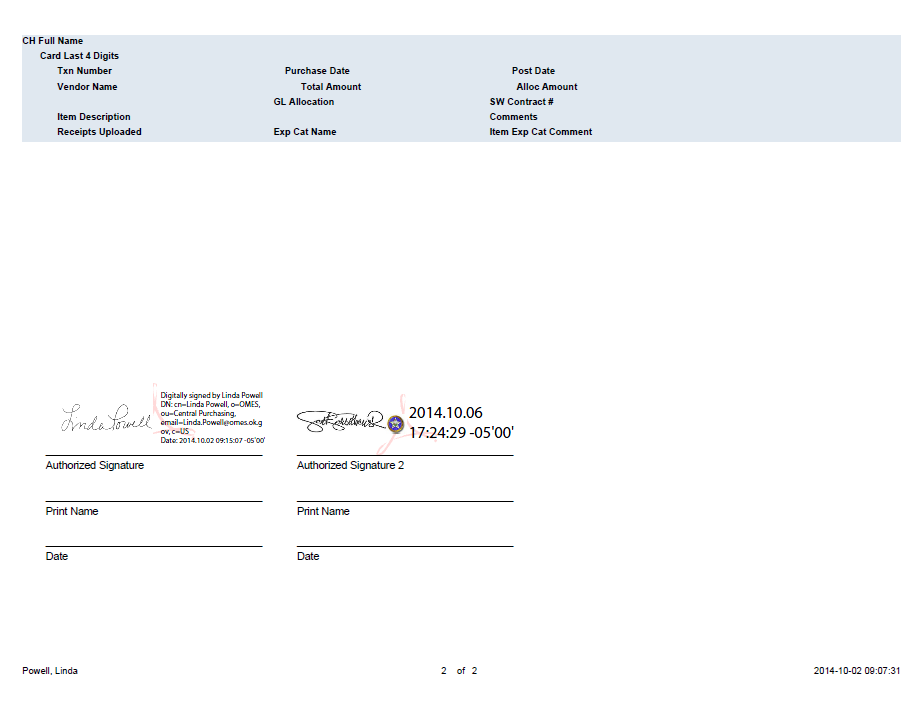 CH Full Name
Card Last 4 Digits
Txn Number Purchase Date Post Date
Vendor Name Total Amount Alloc Amount
GL Allocation SW Contract #
Item Description Comments
Receipts Uploaded Exp Cat Name Item Exp Cat Comment
Linda Powell
Digitally signed by Linda Powell
DN: cn=Linda Powell, o=OMES,
ou=Central Purchasing,
email=Linda.Powell@omes.ok.g
ov, c=US
Date: 2014.10.02 09:15:07 -05'00'
2014.10.06
17:24:29 -05'00'
Authorized Signature Authorized Signature 2
Print Name Print Name
Date Date
Powell, Linda 2 of 2 2014-10-02 09:07:31